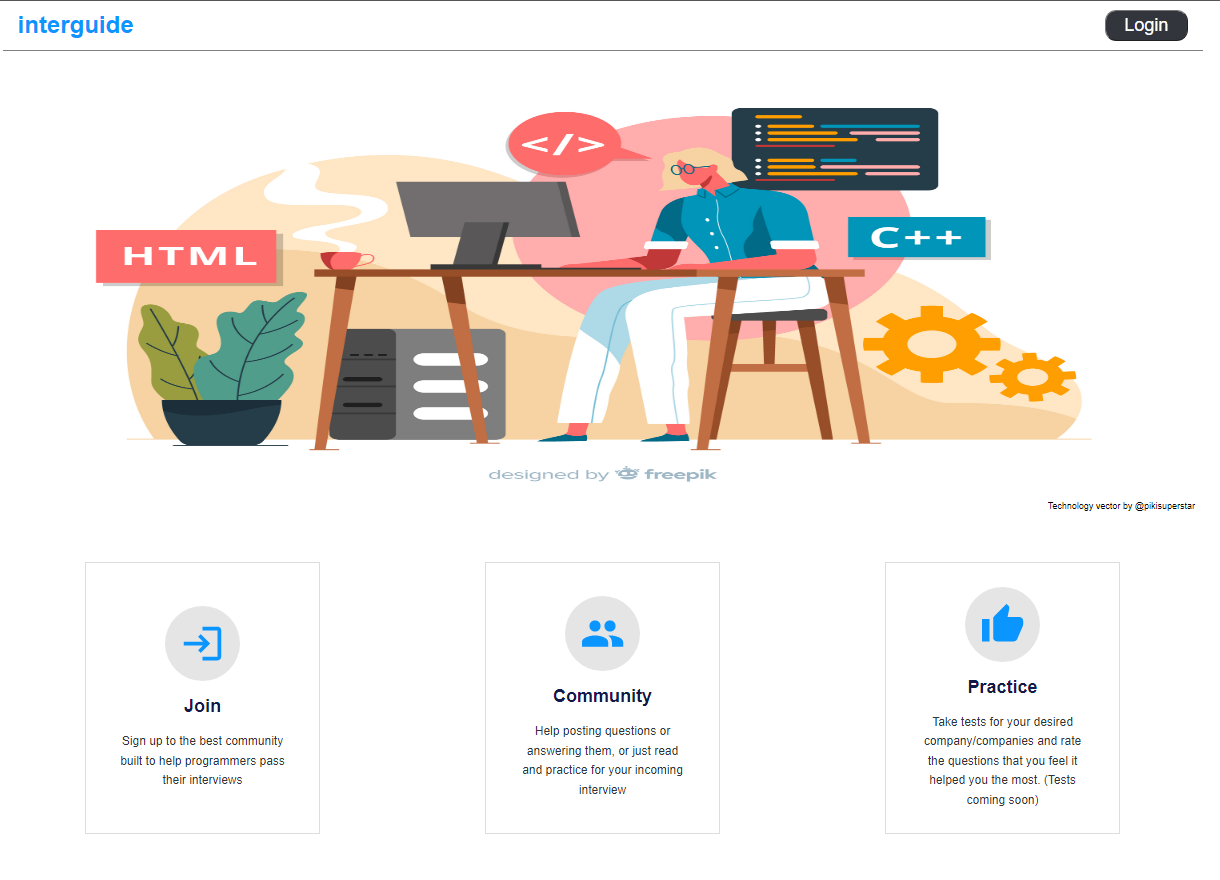 interguide
Login
</>
HTML
C++
designed by freepik
Technology vector by @pikisuperstar
Join
Sign up to the best community
built to help programmers pass
their interviews
Community
Help posting questions or
answering them, or just read
and practice for your incoming
interview
Practice
Take tests for your desired
company/companies and rate
the questions that you feel it
helped you the most. (Tests
coming soon)